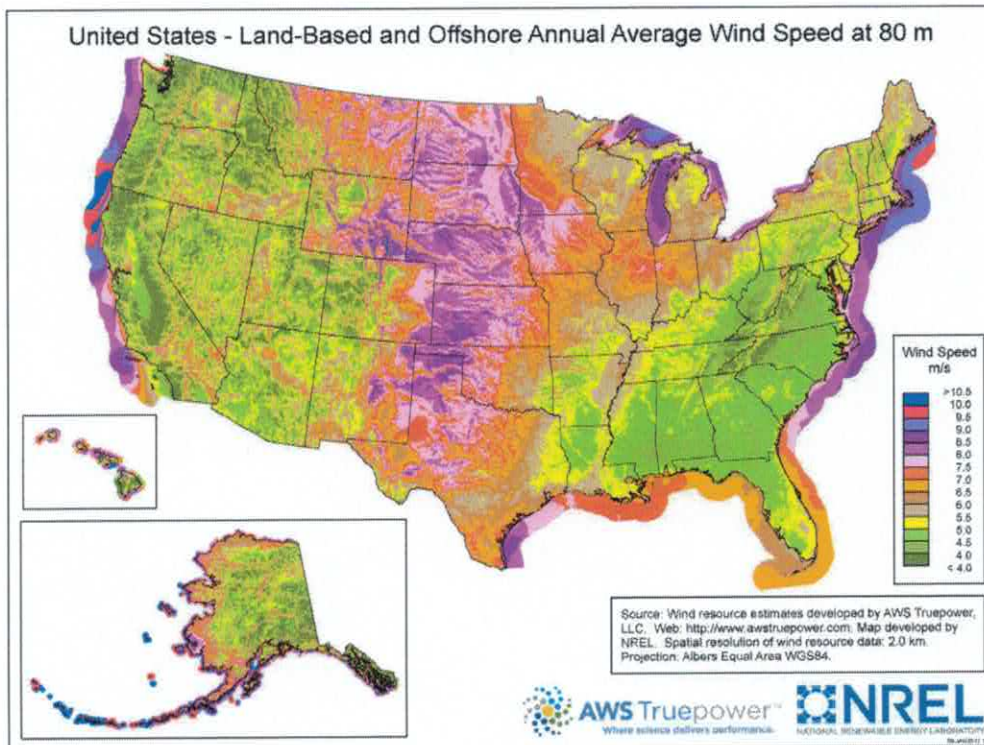 United States - Land-Based and Offshore Annual Average Wind Speed at 80 m
Wind Speed
m/s
>10.5
10.0
9.5
9.0
8.5
8.0
7.5
7.0
6.5
6.0
5.5
5.0
4.5
4.0
< 4.0
Source: Wind resource estimates developed by AWS Truepower,
LLC. Web: http://www.awstruepower.com. Map developed by
NREL. Spatial resolution of wind resource data: 2.0 km.
Projection: Albers Equal Area WGS84.
AWS Truepower™
Where science delivers performance.
NREL
NATIONAL RENEWABLE ENERGY LABORATORY